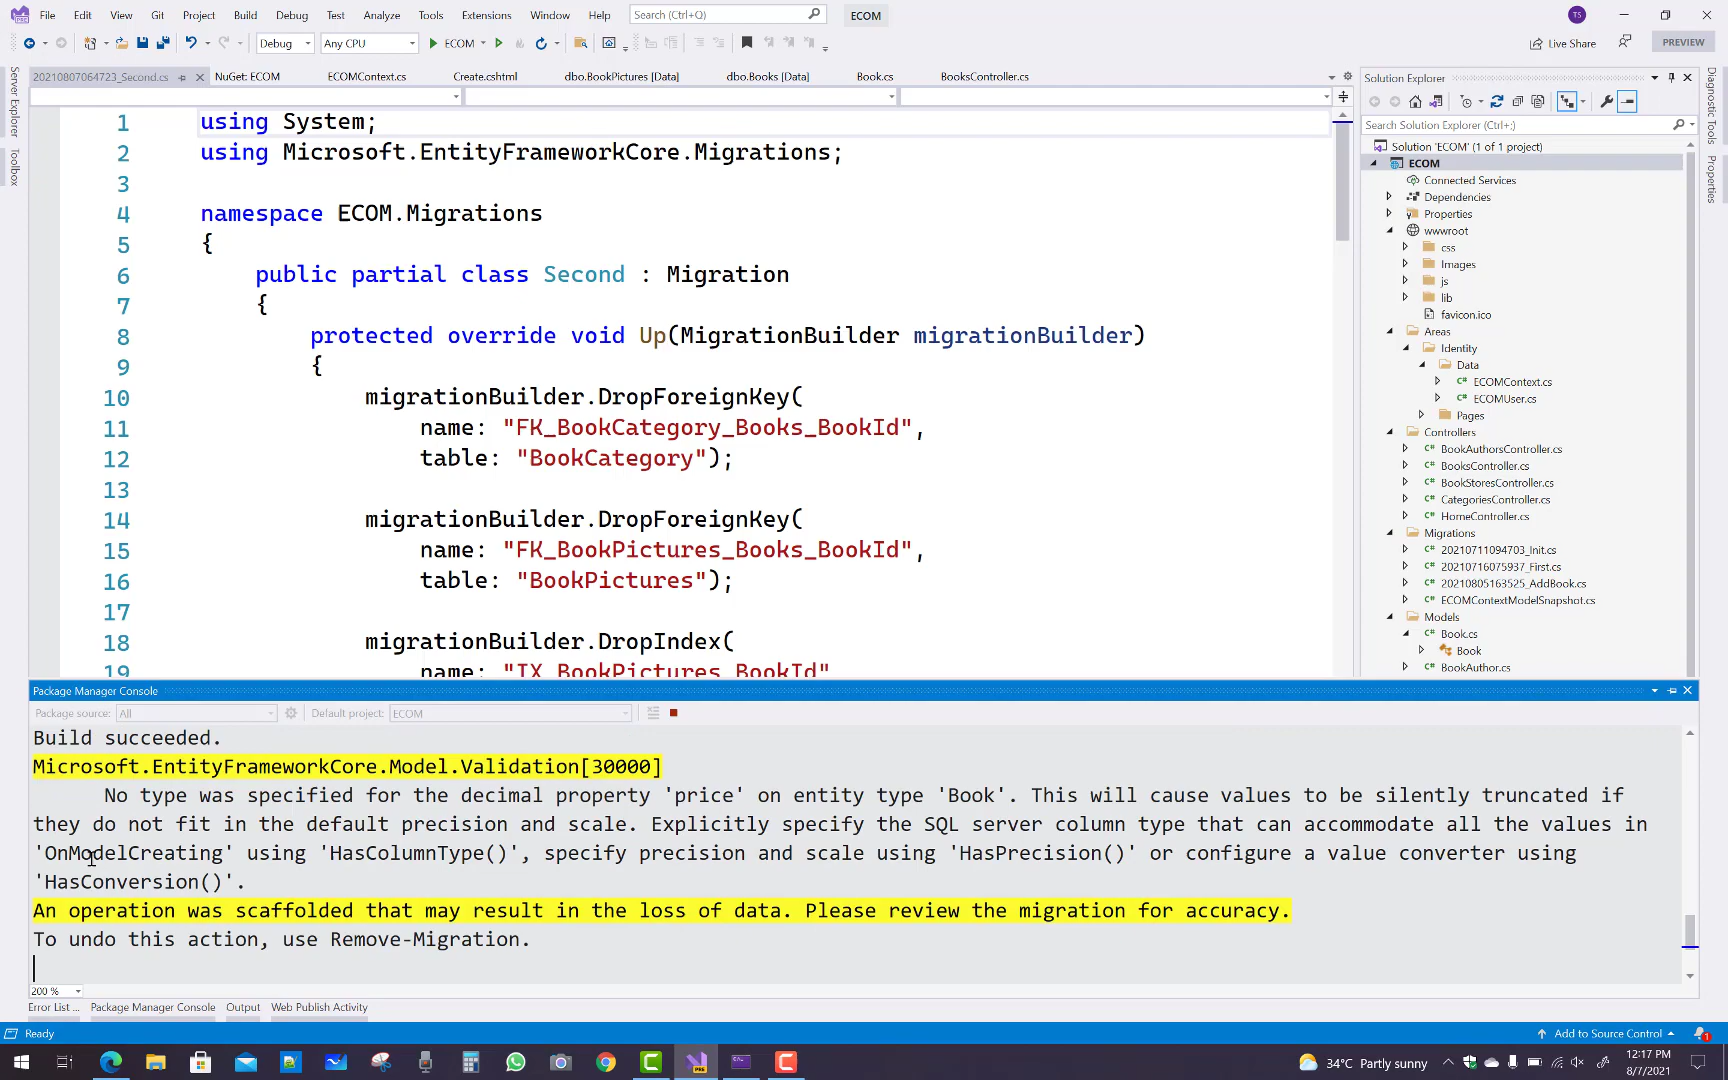 File Edit View Git Project Build Debug Test Analyze Tools Extensions Window Help Search (Ctrl+Q) ECOM TS
Debug Any CPU ECOM Live Share PREVIEW
20210807064723_Second.cs NuGet: ECOM ECOMContext.cs Create.cshtml dbo.BookPictures [Data] dbo.Books [Data] Book.cs BooksController.cs
Server Explorer
Toolbox
1 using System;
2 using Microsoft.EntityFrameworkCore.Migrations;
3
4 namespace ECOM.Migrations
5 {
6 public partial class Second : Migration
7 {
8 protected override void Up(MigrationBuilder migrationBuilder)
9 {
10 migrationBuilder.DropForeignKey(
11 name: "FK_BookCategory_Books_BookId",
12 table: "BookCategory");
13
14 migrationBuilder.DropForeignKey(
15 name: "FK_BookPictures_Books_BookId",
16 table: "BookPictures");
17
18 migrationBuilder.DropIndex(
19 name: "IX_BookPictures_BookId"
Solution Explorer
Search Solution Explorer (Ctrl+;)
Solution 'ECOM' (1 of 1 project)
ECOM
Connected Services
Dependencies
Properties
wwwroot
css
Images
js
lib
favicon.ico
Areas
Identity
Data
ECOMContext.cs
ECOMUser.cs
Pages
Controllers
BookAuthorsController.cs
BooksController.cs
BookStoresController.cs
CategoriesController.cs
HomeController.cs
Migrations
20210711094703_Init.cs
20210716075937_First.cs
20210805163525_AddBook.cs
ECOMContextModelSnapshot.cs
Models
Book.cs
Book
BookAuthor.cs
Diagnostic Tools
Properties
Package Manager Console
Package source: All Default project: ECOM
Build succeeded.
Microsoft.EntityFrameworkCore.Model.Validation[30000]
No type was specified for the decimal property 'price' on entity type 'Book'. This will cause values to be silently truncated if
they do not fit in the default precision and scale. Explicitly specify the SQL server column type that can accommodate all the values in
'OnModelCreating' using 'HasColumnType()', specify precision and scale using 'HasPrecision()' or configure a value converter using
'HasConversion()'.
An operation was scaffolded that may result in the loss of data. Please review the migration for accuracy.
To undo this action, use Remove-Migration.
200 %
Error List ... Package Manager Console Output Web Publish Activity
Ready Add to Source Control 1
PRE 34°C Partly sunny 12:17 PM
8/7/2021